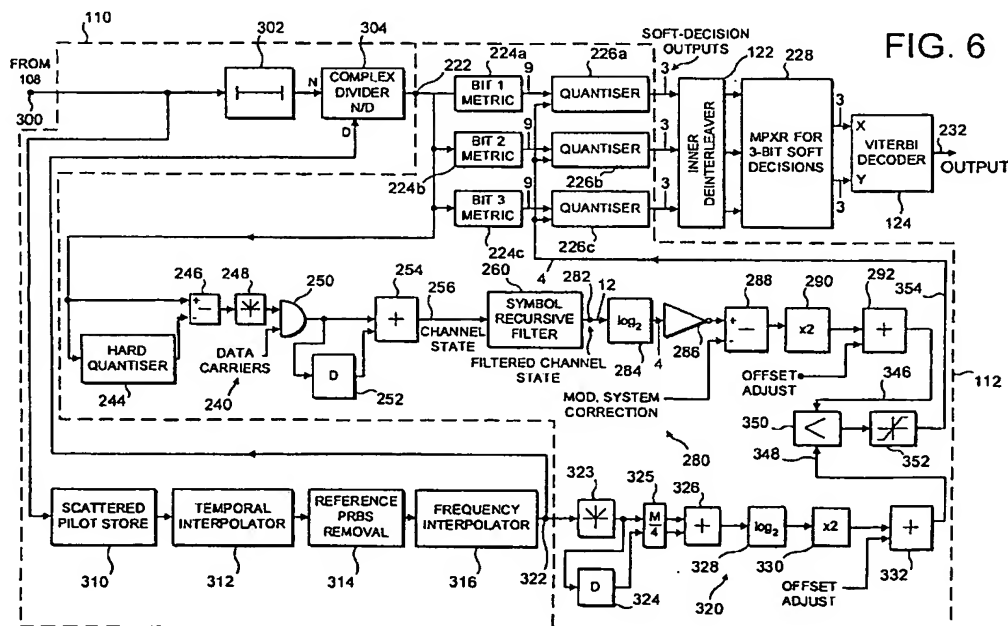 FIG. 6
110
302
304
FROM
108
300
N
D
COMPLEX
DIVIDER
N/D
222
224a
BIT 1
METRIC
9
226a
QUANTISER
3
SOFT-DECISION
OUTPUTS
122
228
BIT 2
METRIC
224b
9
QUANTISER
226b
3
BIT 3
METRIC
224c
9
QUANTISER
226c
3
INNER
DEINTERLEAVER
MPXR FOR
3-BIT SOFT
DECISIONS
3
3
X
Y
VITERBI
DECODER
124
232
OUTPUT
4
354
246
+
-
248
250
254
+
256
CHANNEL
STATE
260
SYMBOL
RECURSIVE
FILTER
282
12
FILTERED CHANNEL
STATE
log2
284
4
286
288
+
-
290
x2
292
+
HARD
QUANTISER
244
DATA
CARRIERS
240
D
252
MOD. SYSTEM
CORRECTION
280
OFFSET
ADJUST
346
112
350
<
348
352
SCATTERED
PILOT STORE
310
TEMPORAL
INTERPOLATOR
312
REFERENCE
PRBS
REMOVAL
314
FREQUENCY
INTERPOLATOR
316
322
323
D
324
325
M
4
326
+
log2
328
320
x2
330
+
332
OFFSET
ADJUST